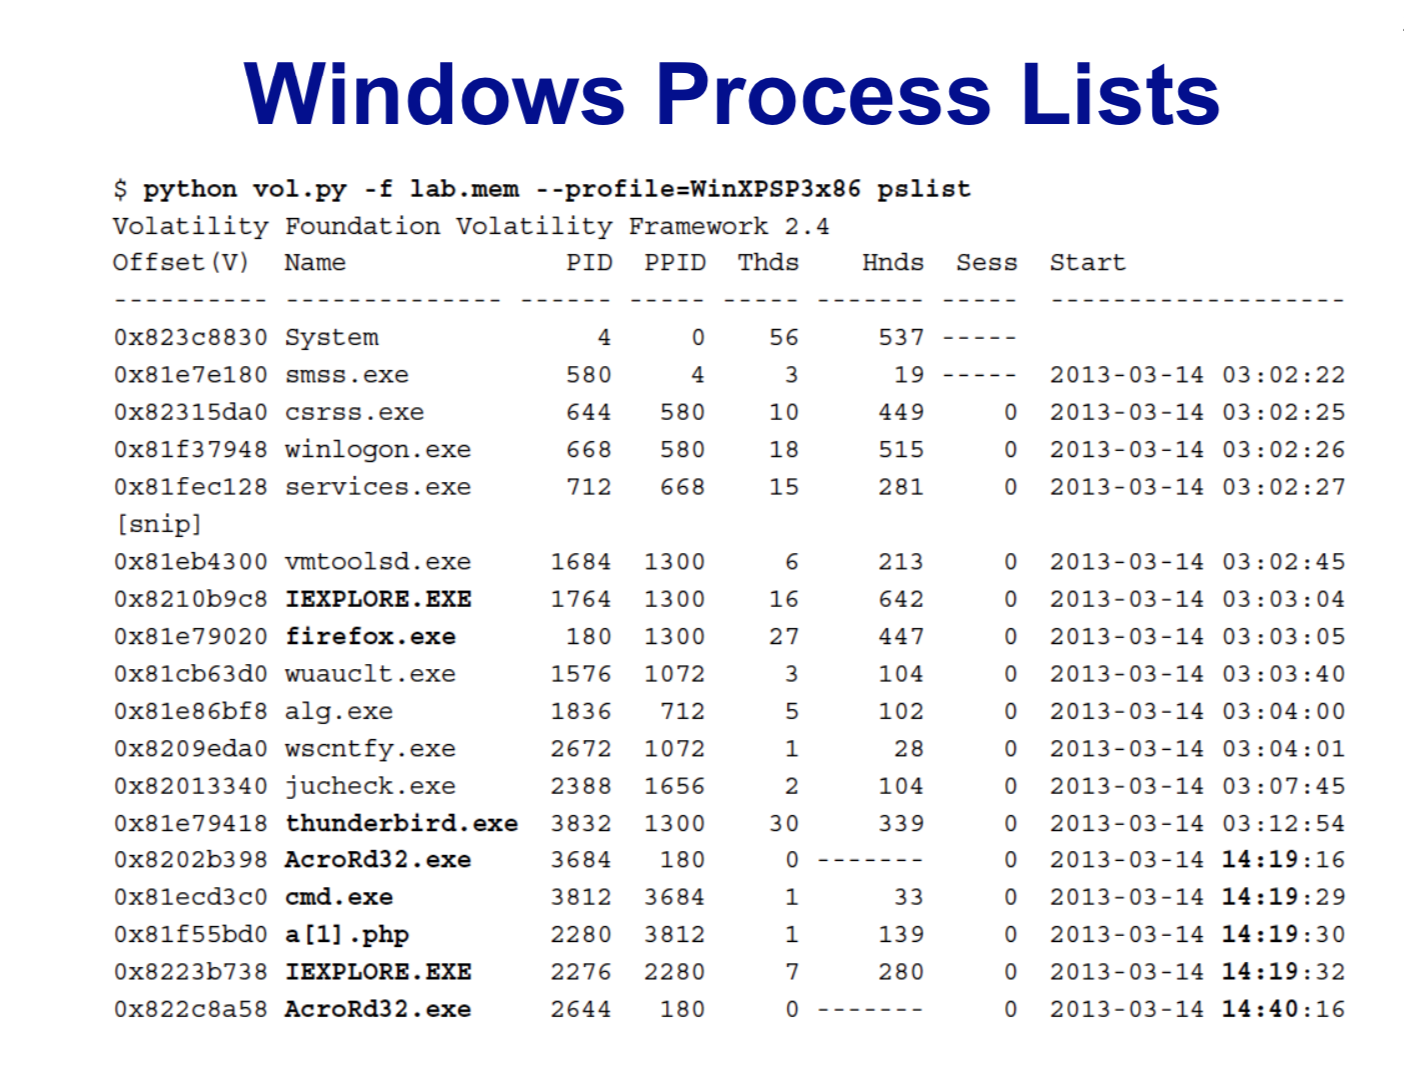 Windows Process Lists
$ python vol.py -f lab.mem --profile=WinXPSP3x86 pslist
Volatility Foundation Volatility Framework 2.4
Offset(V)  Name              PID  PPID  Thds    Hnds  Sess  Start
---------- -------------- ------ ----- ----- ------- -----  -------------------
0x823c8830 System              4     0    56     537 -----
0x81e7e180 smss.exe          580     4     3      19 -----  2013-03-14 03:02:22
0x82315da0 csrss.exe         644   580    10     449     0  2013-03-14 03:02:25
0x81f37948 winlogon.exe      668   580    18     515     0  2013-03-14 03:02:26
0x81fec128 services.exe      712   668    15     281     0  2013-03-14 03:02:27
[snip]
0x81eb4300 vmtoolsd.exe     1684  1300     6     213     0  2013-03-14 03:02:45
0x8210b9c8 IEXPLORE.EXE     1764  1300    16     642     0  2013-03-14 03:03:04
0x81e79020 firefox.exe       180  1300    27     447     0  2013-03-14 03:03:05
0x81cb63d0 wuauclt.exe      1576  1072     3     104     0  2013-03-14 03:03:40
0x81e86bf8 alg.exe          1836   712     5     102     0  2013-03-14 03:04:00
0x8209eda0 wscntfy.exe      2672  1072     1      28     0  2013-03-14 03:04:01
0x82013340 jucheck.exe      2388  1656     2     104     0  2013-03-14 03:07:45
0x81e79418 thunderbird.exe  3832  1300    30     339     0  2013-03-14 03:12:54
0x8202b398 AcroRd32.exe     3684   180     0 -------     0  2013-03-14 14:19:16
0x81ecd3c0 cmd.exe          3812  3684     1      33     0  2013-03-14 14:19:29
0x81f55bd0 a[1].php         2280  3812     1     139     0  2013-03-14 14:19:30
0x8223b738 IEXPLORE.EXE     2276  2280     7     280     0  2013-03-14 14:19:32
0x822c8a58 AcroRd32.exe     2644   180     0 -------     0  2013-03-14 14:40:16